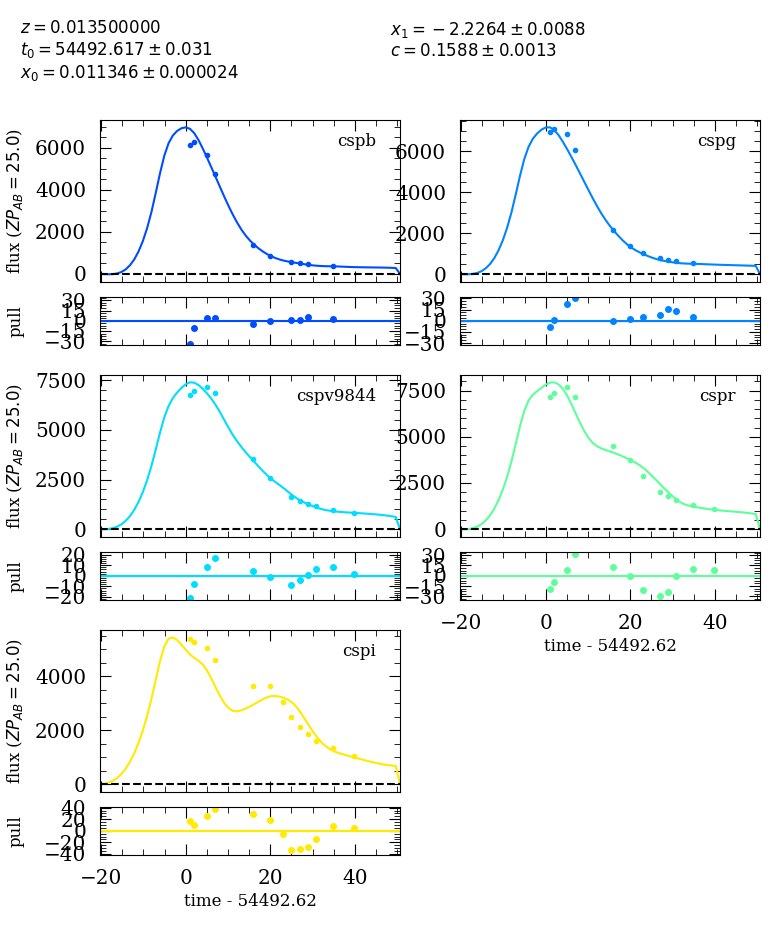 z = 0.013500000
t0 = 54492.617 ± 0.031
x0 = 0.011346 ± 0.000024
x1 = −2.2264 ± 0.0088
c = 0.1588 ± 0.0013
flux (ZP_AB = 25.0)
6000
4000
2000
0
cspb
6000
4000
2000
0
cspg
pull
30
15
0
−15
−30
30
15
0
−15
−30
flux (ZP_AB = 25.0)
7500
5000
2500
0
cspv9844
7500
5000
2500
0
cspr
pull
20
10
0
−10
−20
30
15
0
−15
−30
−20 0 20 40
time - 54492.62
flux (ZP_AB = 25.0)
4000
2000
0
cspi
pull
40
20
0
−20
−40
−20 0 20 40
time - 54492.62